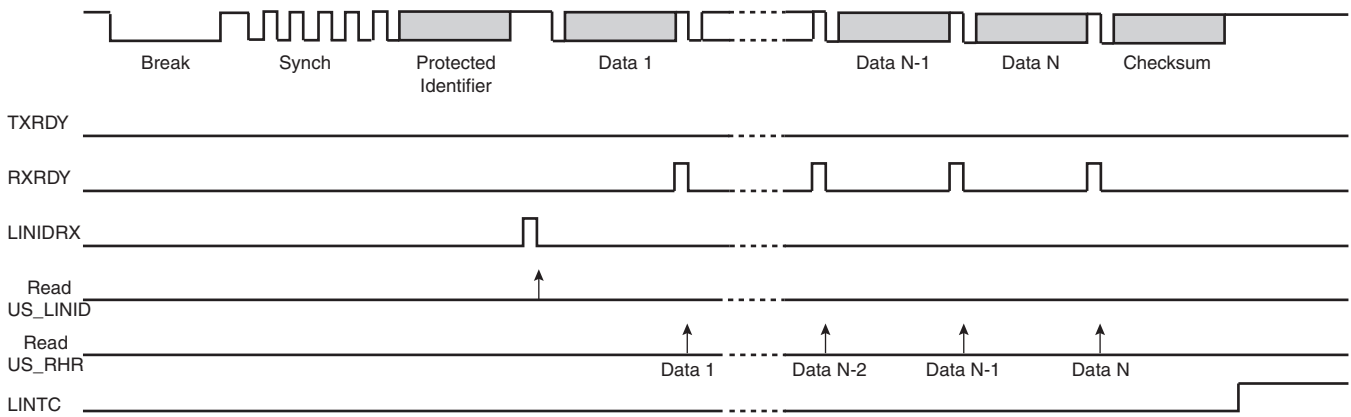 Break
Synch
Protected
Identifier
Data 1
Data N-1
Data N
Checksum
TXRDY
RXRDY
LINIDRX
Read
US_LINID
Read
US_RHR
Data 1
Data N-2
Data N-1
Data N
LINTC